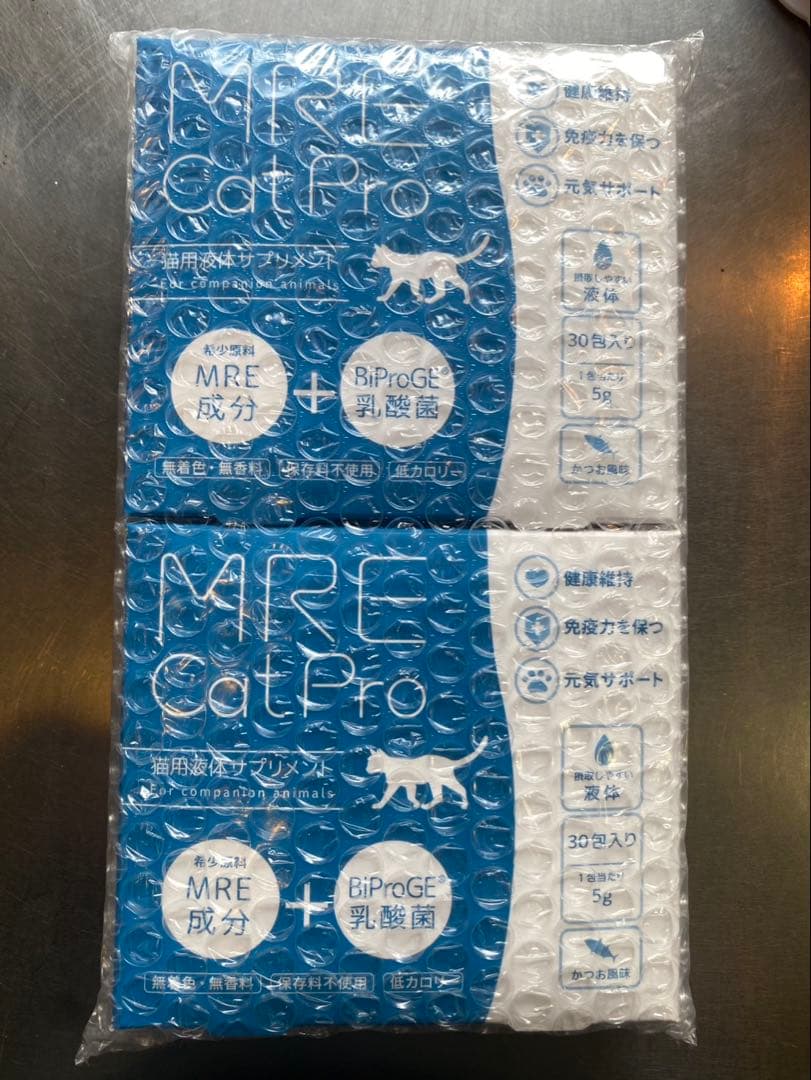 MRE
CatPro
猫用液体サプリメント
For companion animals
希少原料
MRE
成分
+
BiProGE®
乳酸菌
無着色・無香料
保存料不使用
低カロリー
健康維持
免疫力を保つ
元気サポート
摂取しやすい
液体
30包入り
1包当たり
5g
かつお風味
MRE
CatPro
猫用液体サプリメント
For companion animals
希少原料
MRE
成分
+
BiProGE®
乳酸菌
無着色・無香料
保存料不使用
低カロリー
健康維持
免疫力を保つ
元気サポート
摂取しやすい
液体
30包入り
1包当たり
5g
かつお風味